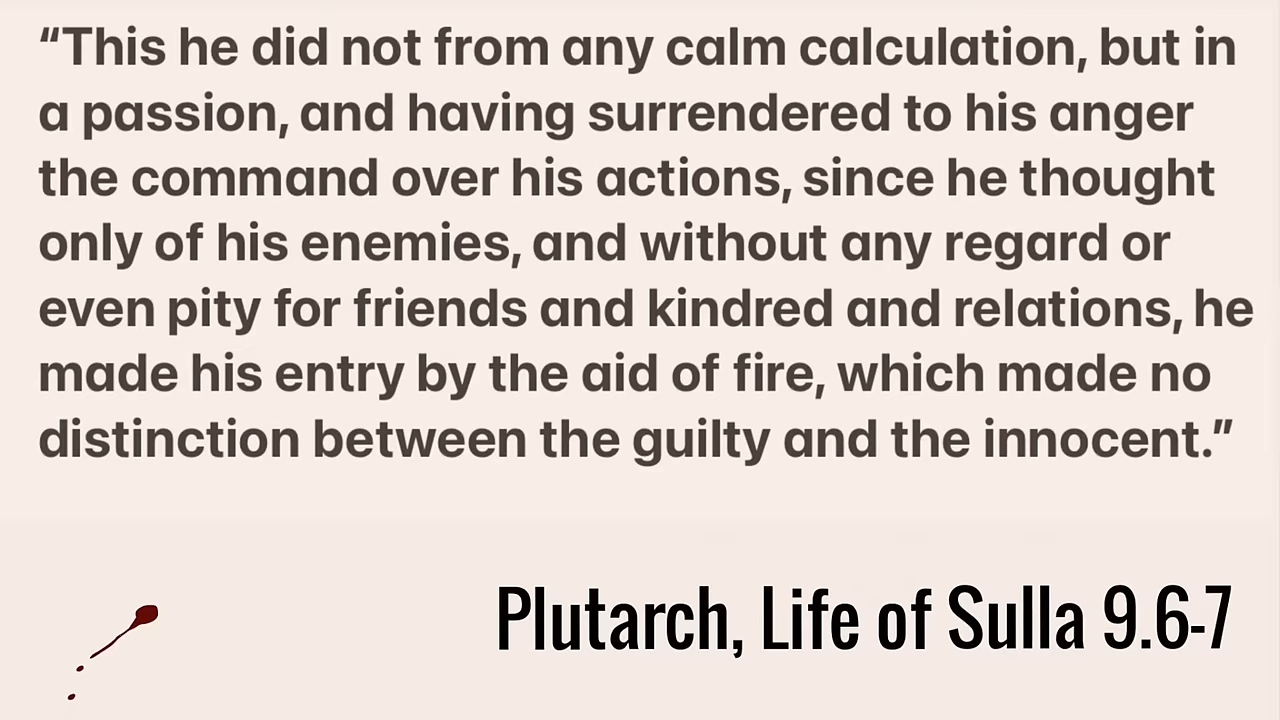 “This he did not from any calm calculation, but in
a passion, and having surrendered to his anger
the command over his actions, since he thought
only of his enemies, and without any regard or
even pity for friends and kindred and relations, he
made his entry by the aid of fire, which made no
distinction between the guilty and the innocent.”
Plutarch, Life of Sulla 9.6-7